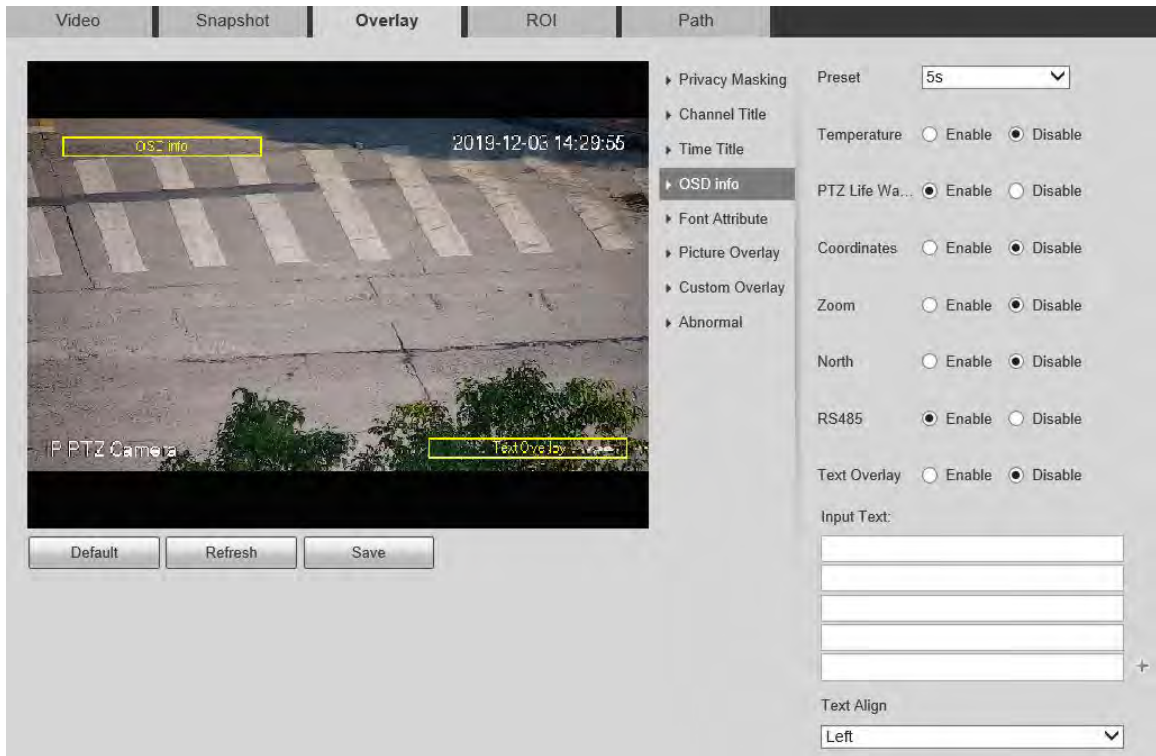 Video Snapshot Overlay ROI Path
OSD info
2019-12-03 14:29:55
IP PTZ Camera
Text Overlay
Default Refresh Save
Privacy Masking
Channel Title
Time Title
OSD info
Font Attribute
Picture Overlay
Custom Overlay
Abnormal
Preset 5s
Temperature Enable Disable
PTZ Life Wa... Enable Disable
Coordinates Enable Disable
Zoom Enable Disable
North Enable Disable
RS485 Enable Disable
Text Overlay Enable Disable
Input Text:
+
Text Align
Left